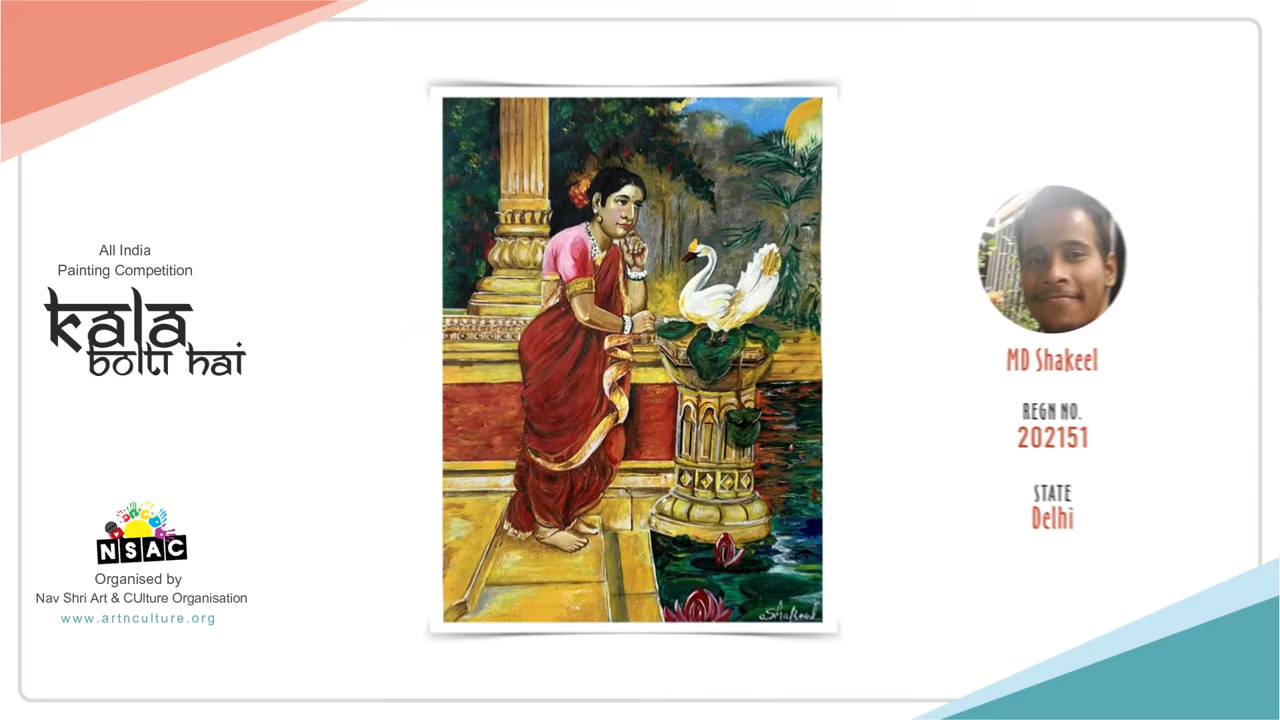 All India
Painting Competition
kala
bolti hai
NSAC
Organised by
Nav Shri Art & CUlture Organisation
www.artnculture.org
Shakeel
MD Shakeel
REGN NO.
202151
STATE
Delhi